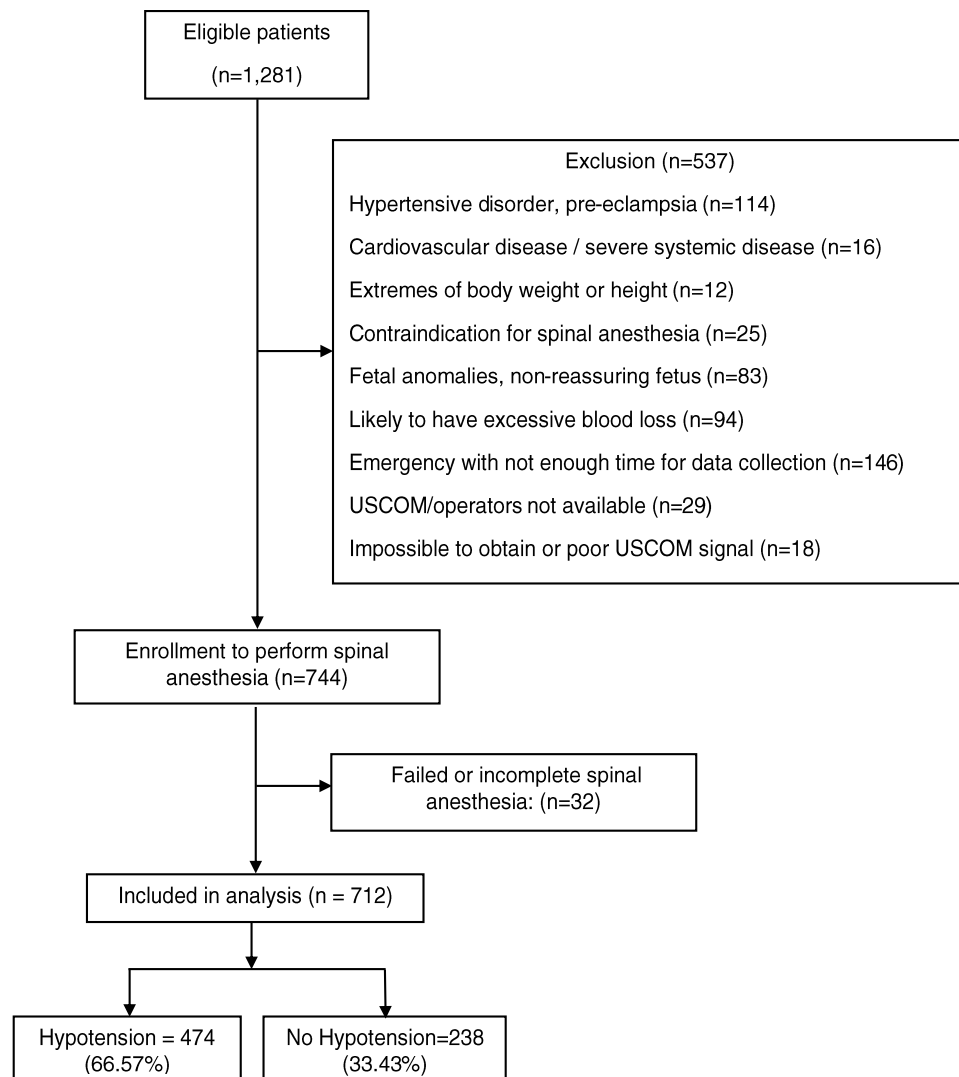 Eligible patients
(n=1,281)
Exclusion (n=537)
Hypertensive disorder, pre-eclampsia (n=114)
Cardiovascular disease / severe systemic disease (n=16)
Extremes of body weight or height (n=12)
Contraindication for spinal anesthesia (n=25)
Fetal anomalies, non-reassuring fetus (n=83)
Likely to have excessive blood loss (n=94)
Emergency with not enough time for data collection (n=146)
USCOM/operators not available (n=29)
Impossible to obtain or poor USCOM signal (n=18)
Enrollment to perform spinal
anesthesia (n=744)
Failed or incomplete spinal
anesthesia: (n=32)
Included in analysis (n = 712)
Hypotension = 474
(66.57%)
No Hypotension=238
(33.43%)